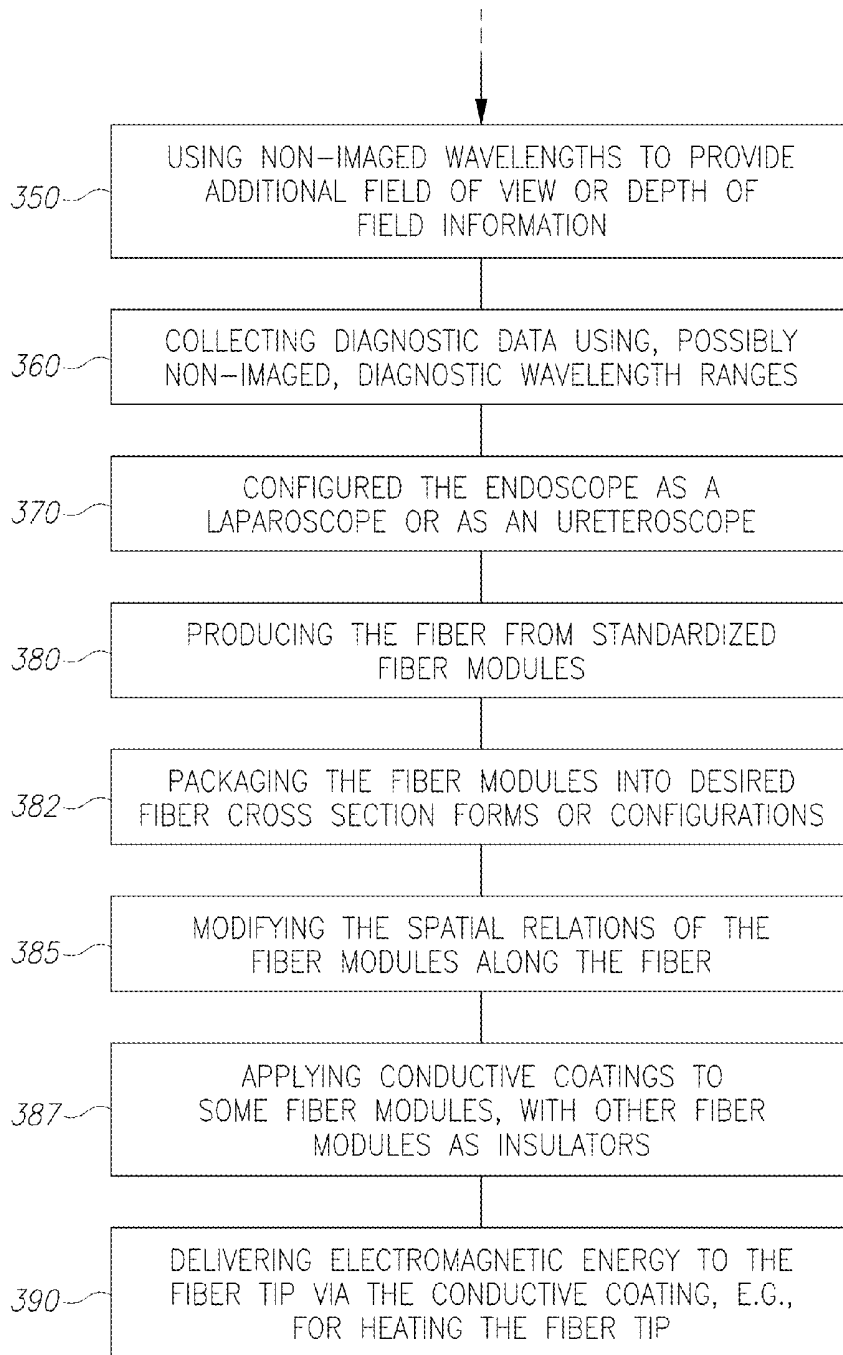 350
USING NON-IMAGED WAVELENGTHS TO PROVIDE
ADDITIONAL FIELD OF VIEW OR DEPTH OF
FIELD INFORMATION
360
COLLECTING DIAGNOSTIC DATA USING, POSSIBLY
NON-IMAGED, DIAGNOSTIC WAVELENGTH RANGES
370
CONFIGURED THE ENDOSCOPE AS A
LAPAROSCOPE OR AS AN URETEROSCOPE
380
PRODUCING THE FIBER FROM STANDARDIZED
FIBER MODULES
382
PACKAGING THE FIBER MODULES INTO DESIRED
FIBER CROSS SECTION FORMS OR CONFIGURATIONS
385
MODIFYING THE SPATIAL RELATIONS OF THE
FIBER MODULES ALONG THE FIBER
387
APPLYING CONDUCTIVE COATINGS TO
SOME FIBER MODULES, WITH OTHER FIBER
MODULES AS INSULATORS
390
DELIVERING ELECTROMAGNETIC ENERGY TO THE
FIBER TIP VIA THE CONDUCTIVE COATING, E.G.,
FOR HEATING THE FIBER TIP